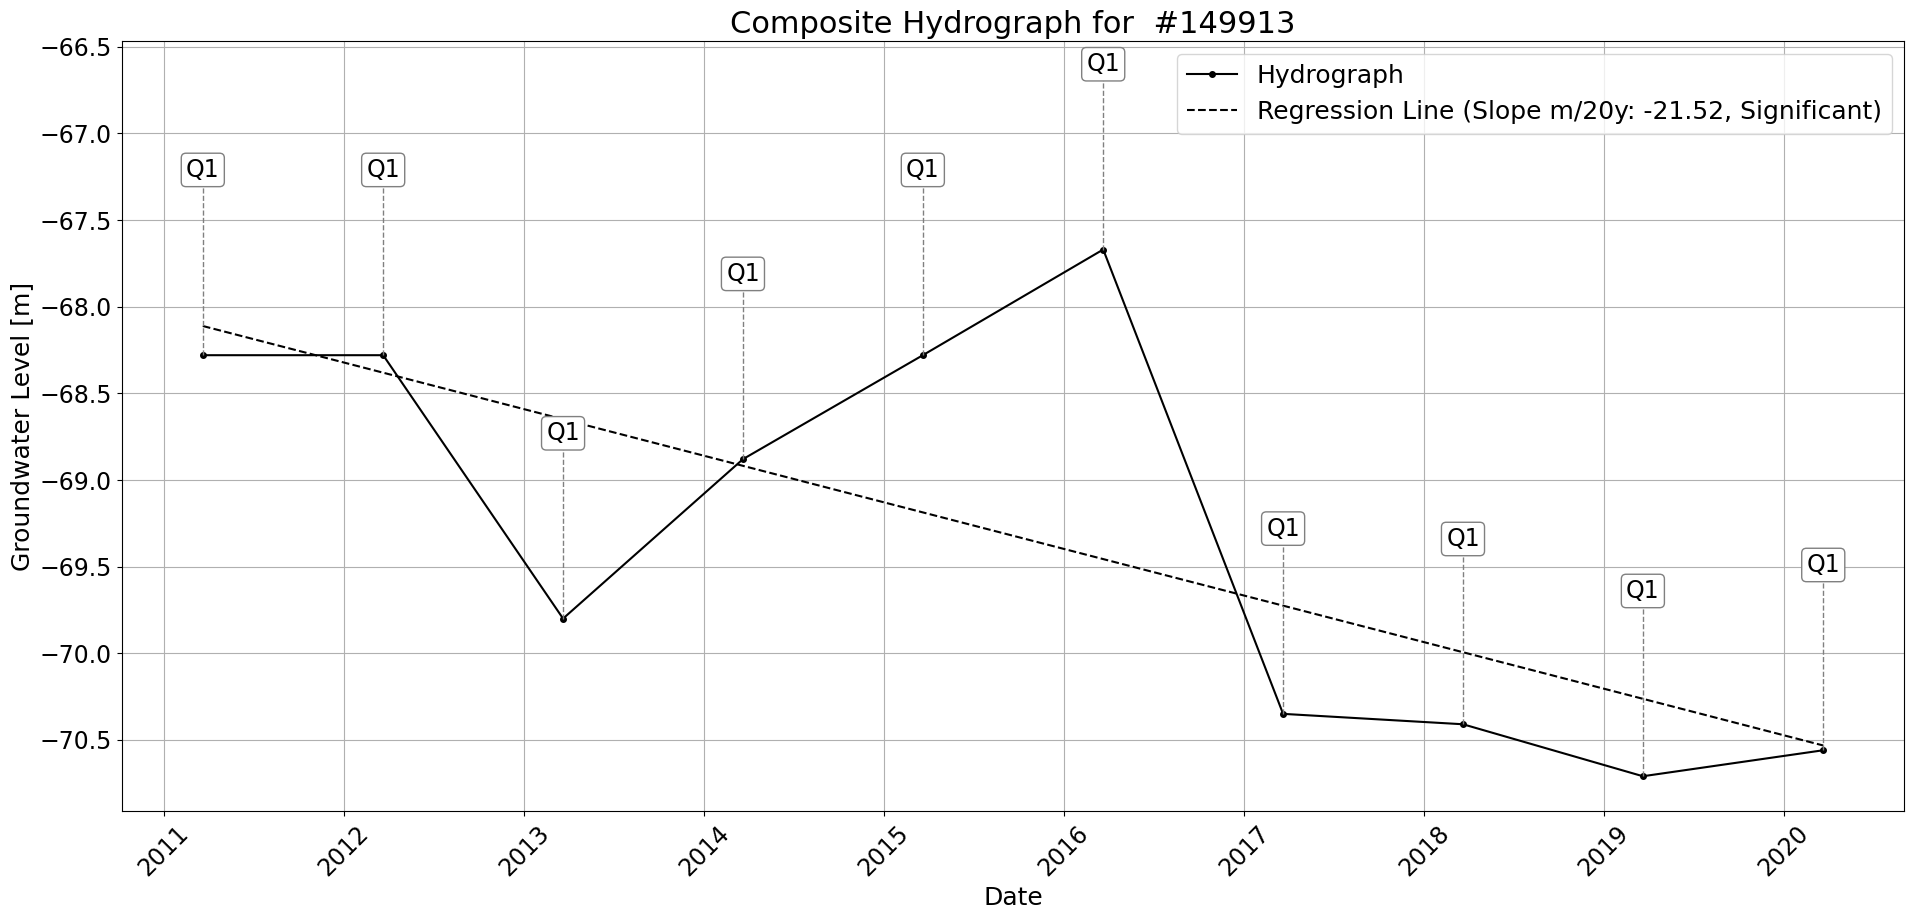 Composite Hydrograph for  #149913
Hydrograph
Regression Line (Slope m/20y: -21.52, Significant)
Groundwater Level [m]
−66.5
−67.0
−67.5
−68.0
−68.5
−69.0
−69.5
−70.0
−70.5
Q1
Q1
Q1
Q1
Q1
Q1
Q1
Q1
Q1
Q1
2011
2012
2013
2014
2015
2016
2017
2018
2019
2020
Date